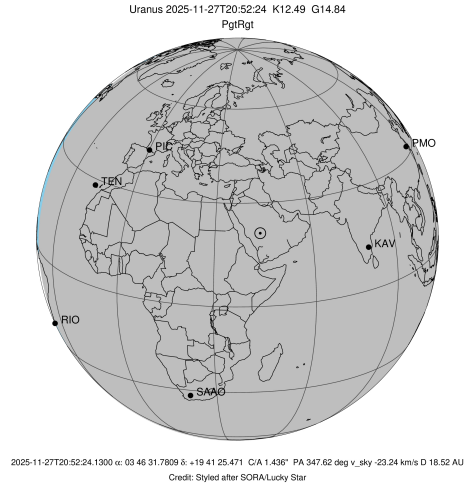 Uranus 2025-11-27T20:52:24 K12.49 G14.84
PgtRgt
PMO
PIC
TEN
KAV
RIO
SAAO
2025-11-27T20:52:24.1300 α: 03 46 31.7809 δ: +19 41 25.471 C/A 1.436" PA 347.62 deg v_sky -23.24 km/s D 18.52 AU
Credit: Styled after SORA/Lucky Star